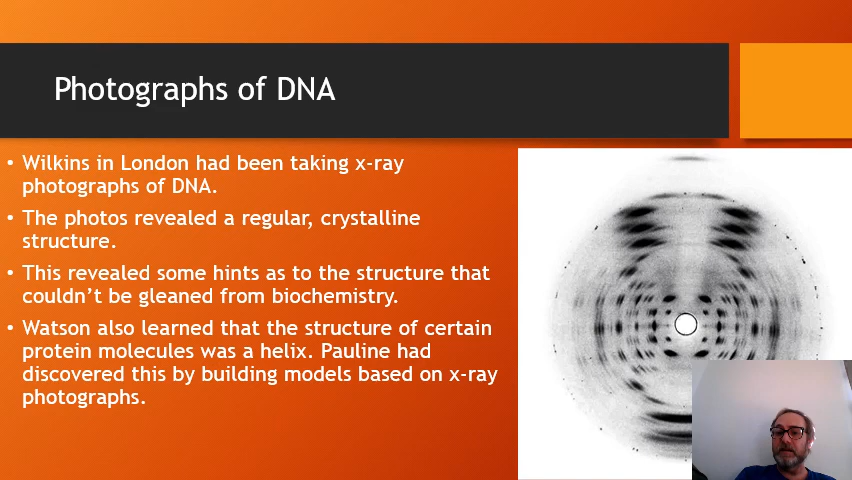 Photographs of DNA
• Wilkins in London had been taking x-ray
photographs of DNA.
• The photos revealed a regular, crystalline
structure.
• This revealed some hints as to the structure that
couldn't be gleaned from biochemistry.
• Watson also learned that the structure of certain
protein molecules was a helix. Pauline had
discovered this by building models based on x-ray
photographs.